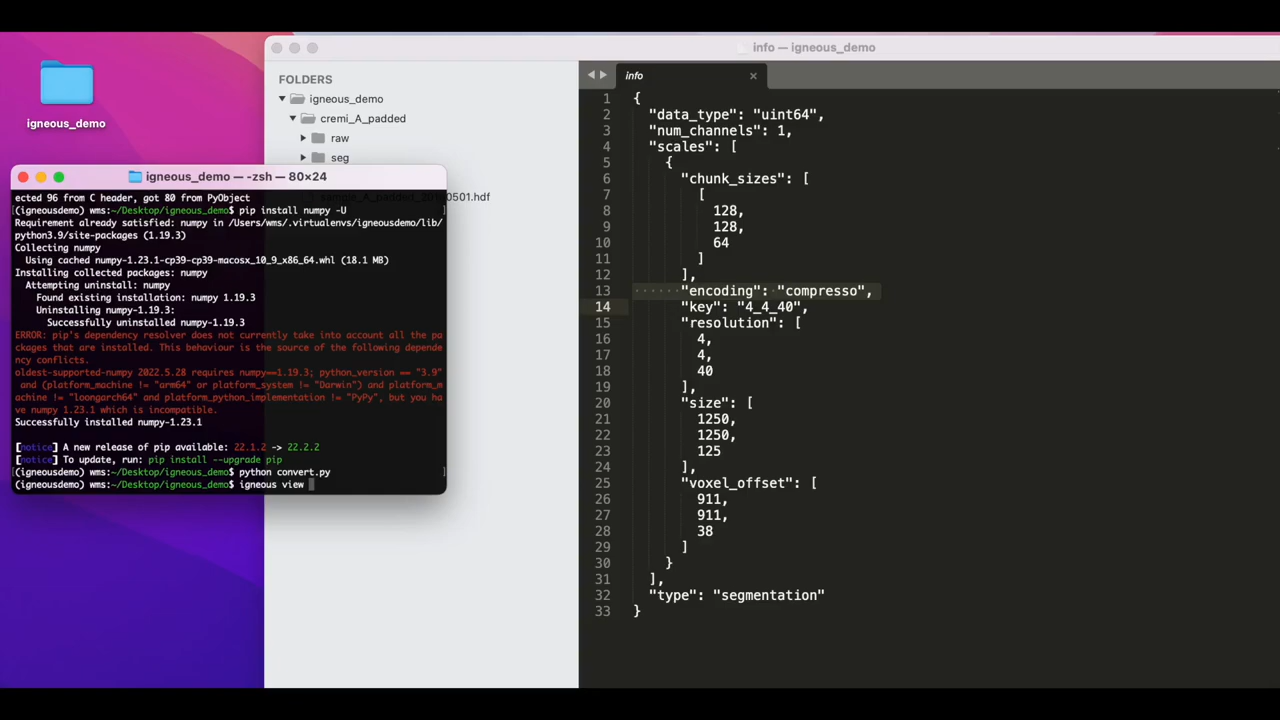 info — igneous_demo
igneous_demo
FOLDERS
igneous_demo
cremi_A_padded
raw
seg
info
1 {
2 "data_type": "uint64",
3 "num_channels": 1,
4 "scales": [
5 {
6 "chunk_sizes": [
7 [
8 128,
9 128,
10 64
11 ]
12 ],
13 "encoding": "compresso",
14 "key": "4_4_40",
15 "resolution": [
16 4,
17 4,
18 40
19 ],
20 "size": [
21 1250,
22 1250,
23 125
24 ],
25 "voxel_offset": [
26 911,
27 911,
28 38
29 ]
30 }
31 ],
32 "type": "segmentation"
33 }
igneous_demo — -zsh — 80×24
ected 96 from C header, got 80 from PyObject
[(igneousdemo) wms:~/Desktop/igneous_demo$ pip install numpy -U ]
Requirement already satisfied: numpy in /Users/wms/.virtualenvs/igneousdemo/lib/
python3.9/site-packages (1.19.3)
Collecting numpy
Using cached numpy-1.23.1-cp39-cp39-macosx_10_9_x86_64.whl (18.1 MB)
Installing collected packages: numpy
Attempting uninstall: numpy
Found existing installation: numpy 1.19.3
Uninstalling numpy-1.19.3:
Successfully uninstalled numpy-1.19.3
ERROR: pip's dependency resolver does not currently take into account all the pa
ckages that are installed. This behaviour is the source of the following depende
ncy conflicts.
oldest-supported-numpy 2022.5.28 requires numpy==1.19.3; python_version == "3.9"
and (platform_machine != "arm64" or platform_system != "Darwin") and platform_m
achine != "loongarch64" and platform_python_implementation != "PyPy", but you ha
ve numpy 1.23.1 which is incompatible.
Successfully installed numpy-1.23.1
[notice] A new release of pip available: 22.1.2 -> 22.2.2
[notice] To update, run: pip install --upgrade pip
[(igneousdemo) wms:~/Desktop/igneous_demo$ python convert.py ]
(igneousdemo) wms:~/Desktop/igneous_demo$ igneous view